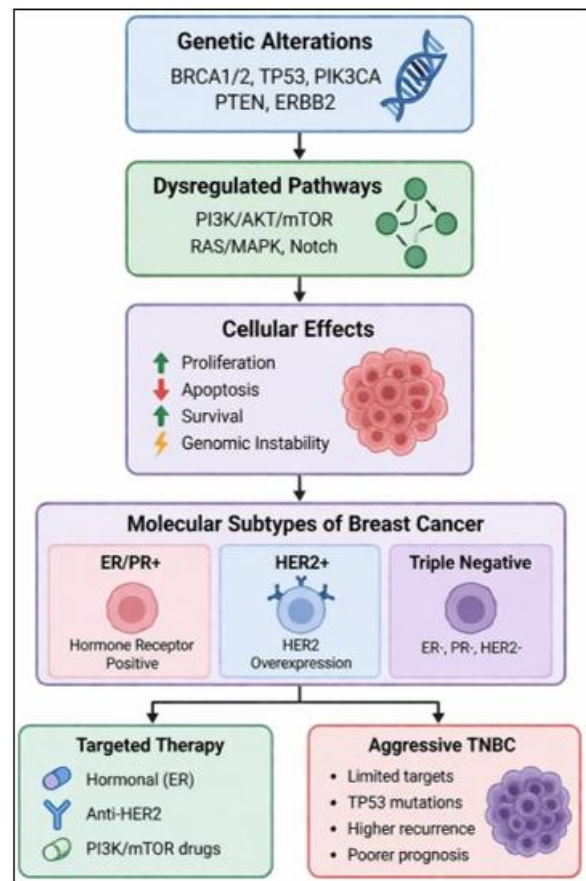 Genetic Alterations
BRCA1/2, TP53, PIK3CA
PTEN, ERBB2
Dysregulated Pathways
PI3K/AKT/mTOR
RAS/MAPK, Notch
Cellular Effects
Proliferation
Apoptosis
Survival
Genomic Instability
Molecular Subtypes of Breast Cancer
ER/PR+
Hormone Receptor
Positive
HER2+
HER2
Overexpression
Triple Negative
ER-, PR-, HER2-
Targeted Therapy
Hormonal (ER)
Anti-HER2
PI3K/mTOR drugs
Aggressive TNBC
• Limited targets
• TP53 mutations
• Higher recurrence
• Poorer prognosis